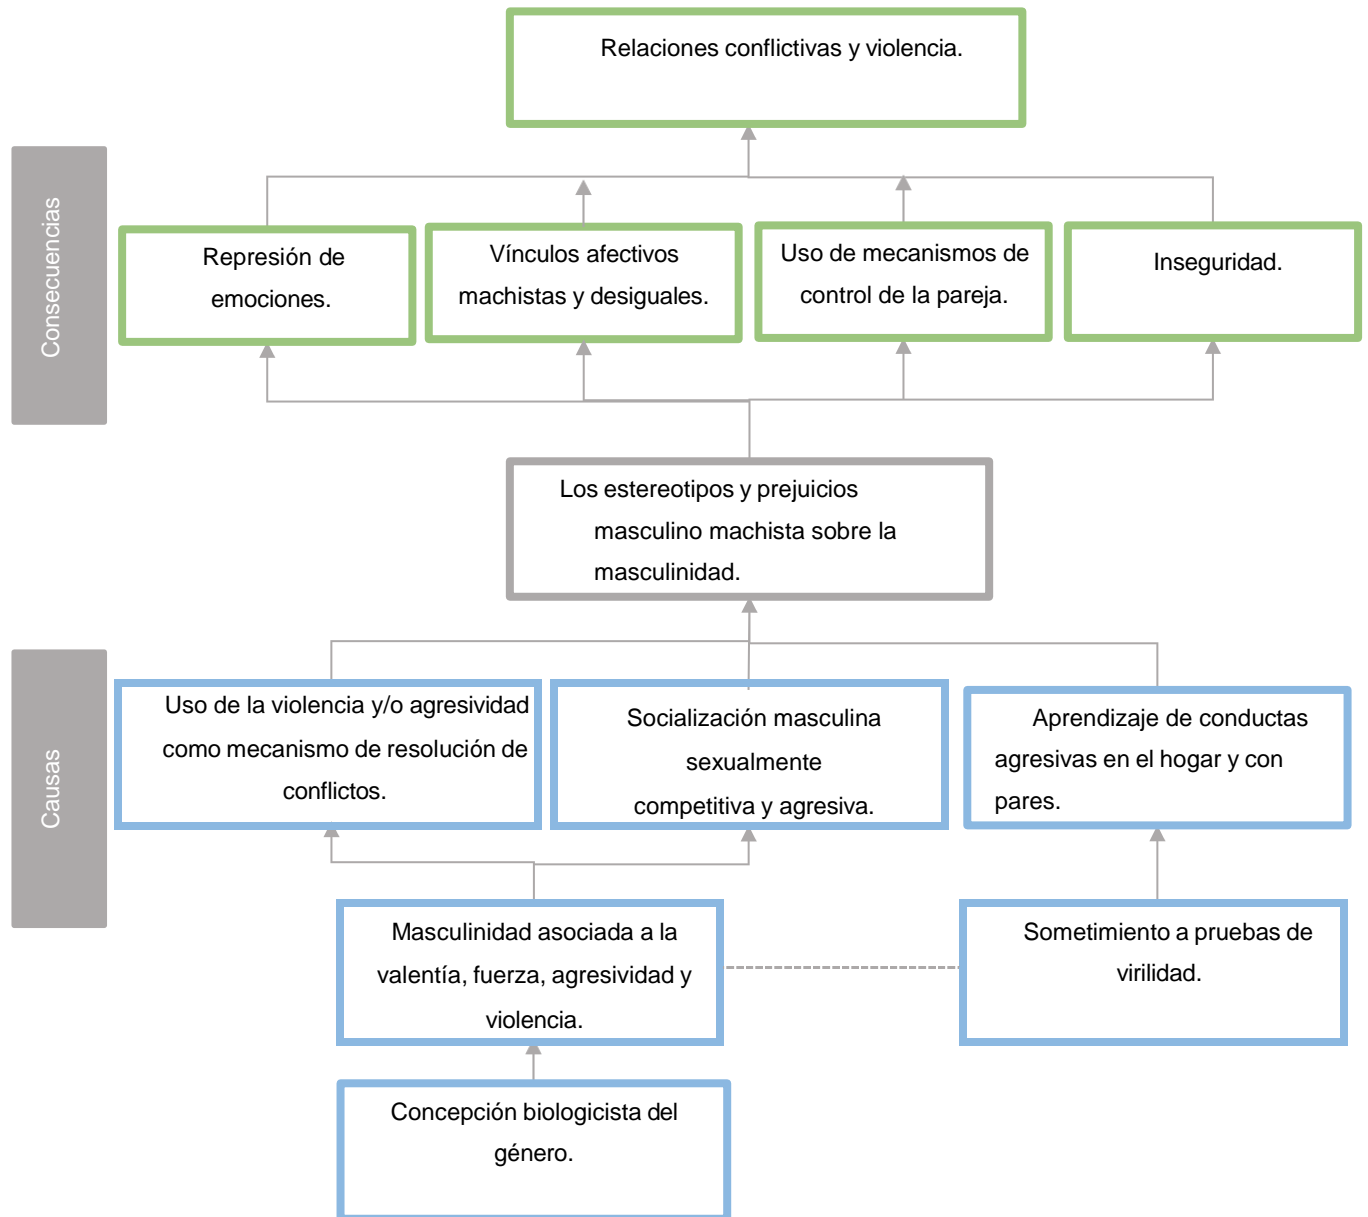 Relaciones conflictivas y violencia.
Consecuencias
Represión de
emociones.
Vínculos afectivos
machistas y desiguales.
Uso de mecanismos de
control de la pareja.
Inseguridad.
Los estereotipos y prejuicios
masculino machista sobre la
masculinidad.
Causas
Uso de la violencia y/o agresividad
como mecanismo de resolución de
conflictos.
Socialización masculina
sexualmente
competitiva y agresiva.
Aprendizaje de conductas
agresivas en el hogar y con
pares.
Masculinidad asociada a la
valentía, fuerza, agresividad y
violencia.
Sometimiento a pruebas de
virilidad.
Concepción biologicista del
género.